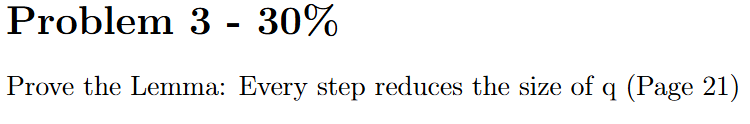 Problem 3 - 30%
Prove the Lemma: Every step reduces the size of q (Page 21)